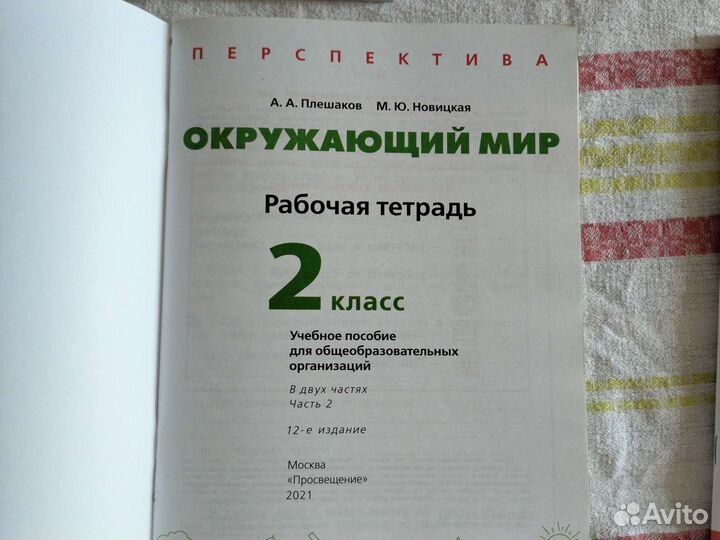 ПЕРСПЕКТИВА
А. А. Плешаков М. Ю. Новицкая
ОКРУЖАЮЩИЙ МИР
Рабочая тетрадь
2 класс
Учебное пособие
для общеобразовательных
организаций
В двух частях
Часть 2
12-е издание
Москва
«Просвещение»
2021
Avito